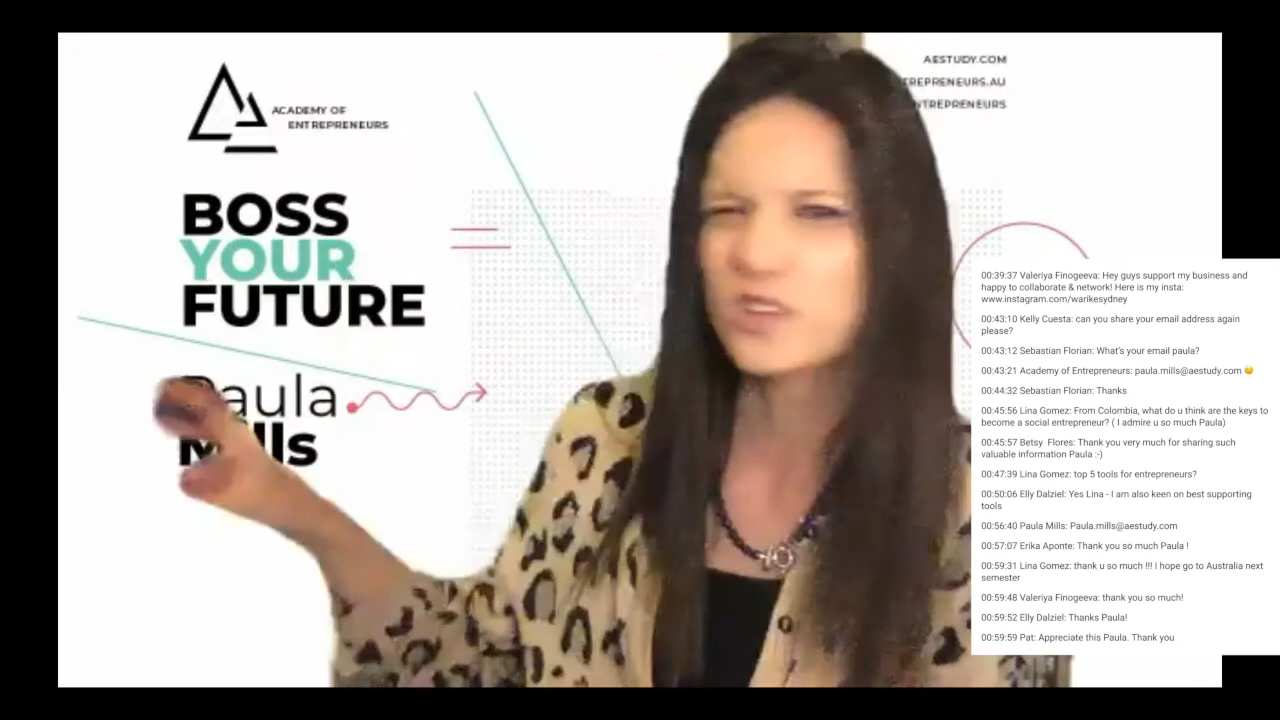 ACADEMY OF
ENTREPRENEURS
AESTUDY.COM
TREPRENEURS.AU
NTREPRENEURS
BOSS
YOUR
FUTURE
Paula
Mills
00:39:37 Valeriya Finogeeva: Hey guys support my business and
happy to collaborate & network! Here is my insta:
www.instagram.com/warikesydney
00:43:10 Kelly Cuesta: can you share your email address again
please?
00:43:12 Sebastian Florian: What's your email paula?
00:43:21 Academy of Entrepreneurs: paula.mills@aestudy.com 🙂
00:44:32 Sebastian Florian: Thanks
00:45:56 Lina Gomez: From Colombia, what do u think are the keys to
become a social entrepreneur? ( I admire u so much Paula)
00:45:57 Betsy Flores: Thank you very much for sharing such
valuable information Paula :-)
00:47:39 Lina Gomez: top 5 tools for entrepreneurs?
00:50:06 Elly Dalziel: Yes Lina - I am also keen on best supporting
tools
00:56:40 Paula Mills: Paula.mills@aestudy.com
00:57:07 Erika Aponte: Thank you so much Paula !
00:59:31 Lina Gomez: thank u so much !!! I hope go to Australia next
semester
00:59:48 Valeriya Finogeeva: thank you so much!
00:59:52 Elly Dalziel: Thanks Paula!
00:59:59 Pat: Appreciate this Paula. Thank you